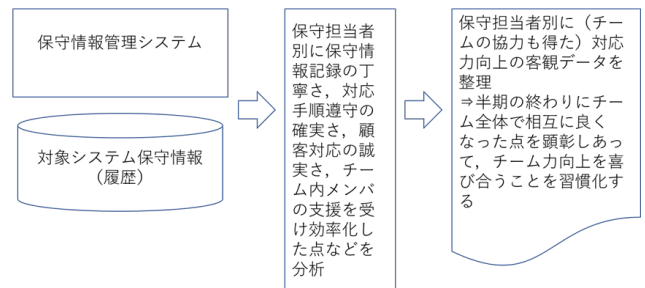 保守情報管理システム
対象システム保守情報
（履歴）
保守担当者
別に保守情
報記録の丁
寧さ，対応
手順遵守の
確実さ，顧
客対応の誠
実さ，チー
ム内メンバ
の支援を受
け効率化し
た点などを
分析
保守担当者別に（チー
ムの協力も得た）対応
力向上の客観データを
整理
⇒半期の終わりにチー
ム全体で相互に良く
なった点を顕彰しあっ
て，チーム力向上を喜
び合うことを習慣化す
る